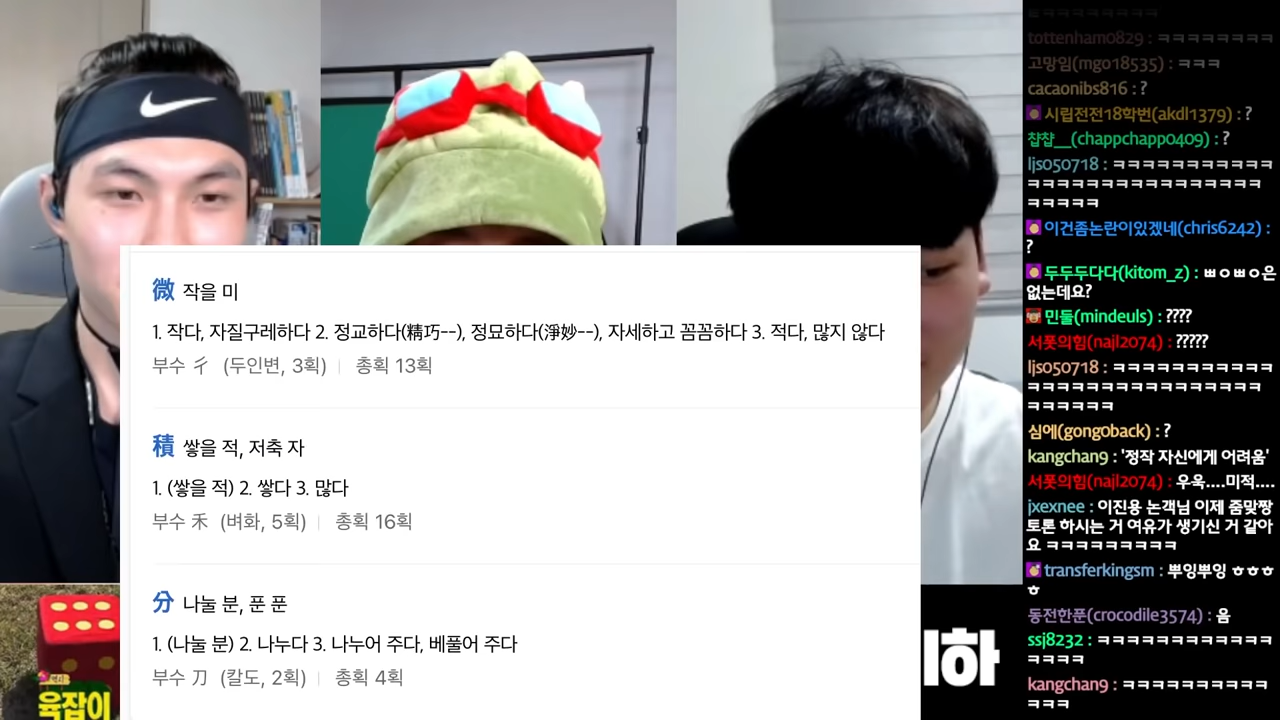 微 작을 미
1. 작다, 자질구레하다 2. 정교하다(精巧--), 정묘하다(淨妙--), 자세하고 꼼꼼하다 3. 적다, 많지 않다
부수 彳 (두인변, 3획) | 총획 13획
積 쌓을 적, 저축 자
1. (쌓을 적) 2. 쌓다 3. 많다
부수 禾 (벼화, 5획) | 총획 16획
分 나눌 분, 푼 푼
1. (나눌 분) 2. 나누다 3. 나누어 주다, 베풀어 주다
부수 刀 (칼도, 2획) | 총획 4획
육잡이
하
tottenham0829 : ㅋㅋㅋㅋㅋㅋㅋㅋ
고망임(mgo18535) : ㅋㅋㅋ
cacaonibs816 : ?
시립전전18학번(akdl1379) : ?
챱챱__(chappchapp0409) : ?
ljs050718 : ㅋㅋㅋㅋㅋㅋㅋㅋㅋㅋㅋ
ㅋㅋㅋㅋㅋㅋㅋㅋㅋㅋㅋㅋㅋㅋㅋㅋ
ㅋㅋㅋㅋㅋ
이건좀논란이있겠네(chris6242) :
?
두두두다다(kitom_z) : ㅃㅇㅃㅇ은
없는데요?
민둘(mindeuls) : ????
서폿의힘(najl2074) : ?????
ljs050718 : ㅋㅋㅋㅋㅋㅋㅋㅋㅋㅋㅋ
ㅋㅋㅋㅋㅋㅋㅋㅋㅋㅋㅋㅋㅋㅋㅋㅋ
ㅋㅋㅋㅋㅋㅋ
심에(gong0back) : ?
kangchan9 : '정작 자신에게 어려움'
서폿의힘(najl2074) : 우욱....미적....
jxexnee : 이진용 논객님 이제 줌맞짱
토론 하시는 거 여유가 생기신 거 같아
요 ㅋㅋㅋㅋㅋㅋㅋㅋㅋ
transferkingsm : 뿌잉뿌잉 ㅎㅎㅎ
ㅎ
동전한푼(crocodile3574) : 음
ssj8232 : ㅋㅋㅋㅋㅋㅋㅋㅋㅋㅋㅋㅋ
ㅋㅋㅋㅋ
kangchan9 : ㅋㅋㅋㅋㅋㅋㅋㅋㅋㅋ
ㅋㅋㅋ